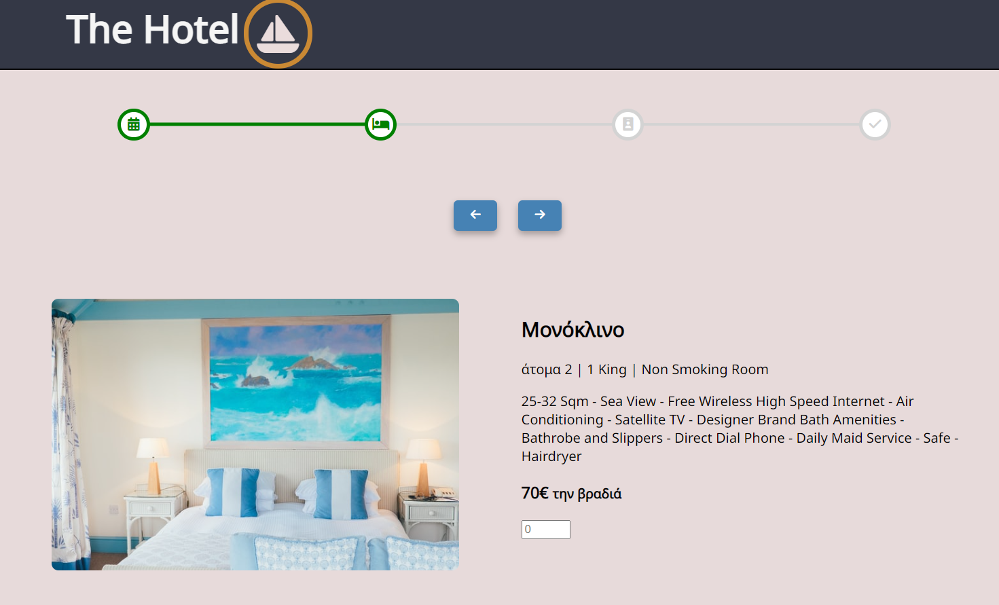 The Hotel
Μονόκλινο
άτομα 2 | 1 King | Non Smoking Room
25-32 Sqm - Sea View - Free Wireless High Speed Internet - Air
Conditioning - Satellite TV - Designer Brand Bath Amenities -
Bathrobe and Slippers - Direct Dial Phone - Daily Maid Service - Safe -
Hairdryer
70€ την βραδιά
0